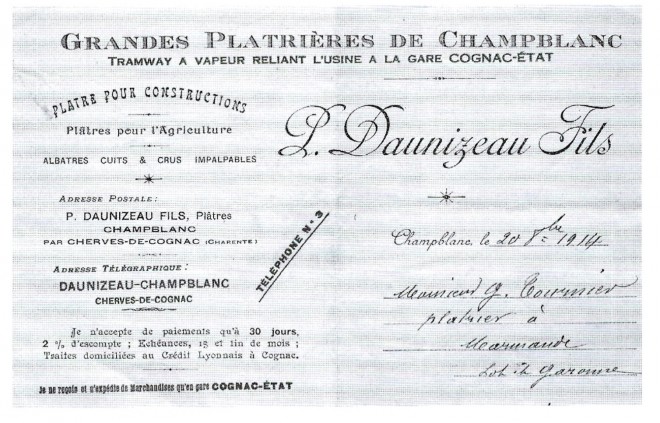 GRANDES PLATRIÈRES DE CHAMPBLANC
TRAMWAY A VAPEUR RELIANT L'USINE A LA GARE COGNAC-ÉTAT
PLATRE POUR CONSTRUCTIONS
Plâtres pour l'Agriculture
ALBATRES CUITS & CRUS IMPALPABLES
P. Daunizeau Fils
ADRESSE POSTALE :
P. DAUNIZEAU FILS, Plâtres
CHAMPBLANC
PAR CHERVES-DE-COGNAC (CHARENTE)
TÉLÉPHONE N° 3
ADRESSE TÉLÉGRAPHIQUE :
DAUNIZEAU-CHAMPBLANC
CHERVES-DE-COGNAC
Je n'accepte de paiements qu'à 30 jours,
2 % d'escompte ; Echéances, 15 et fin de mois ;
Traites domiciliées au Crédit Lyonnais à Cognac.
Je ne reçois et n'expédie de Marchandises qu'en gare COGNAC-ÉTAT
Champblanc, le 20 8bre 1914
Monsieur G. Tournier
platrier à
Marmande
Lot et Garonne